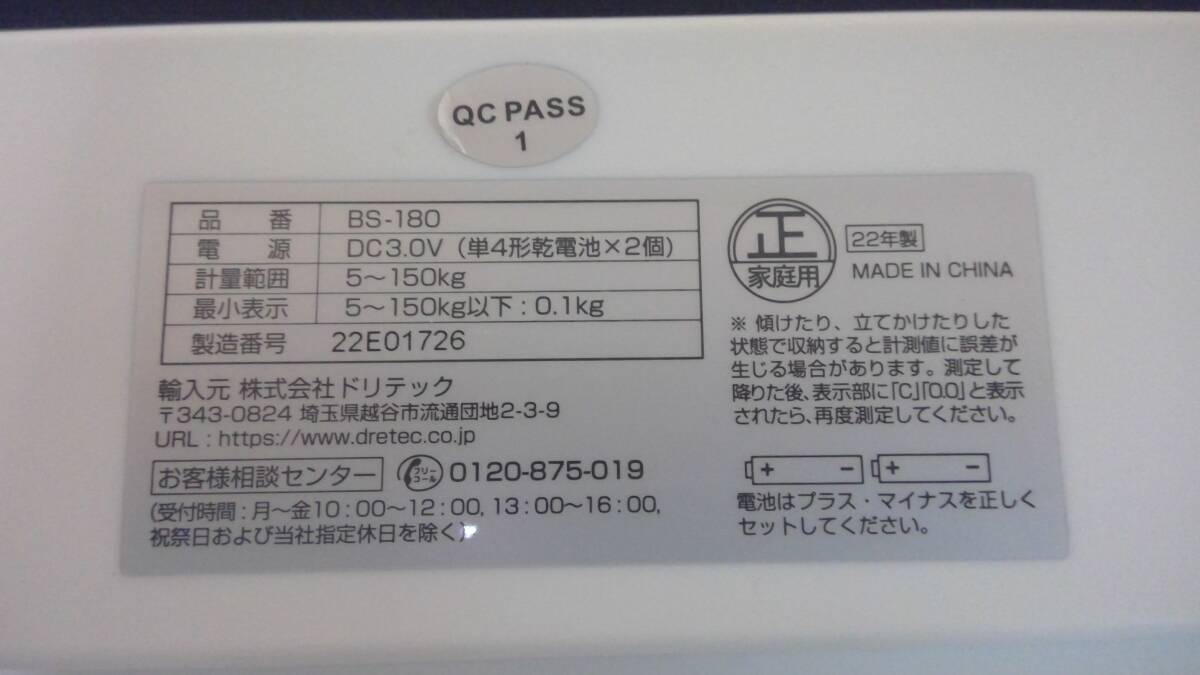 QC PASS
1
品 番 BS-180
電 源 DC3.0V（単4形乾電池×2個）
計量範囲 5～150kg
最小表示 5～150kg以下：0.1kg
製造番号 22E01726
輸入元 株式会社ドリテック
〒343-0824 埼玉県越谷市流通団地2-3-9
URL : https://www.dretec.co.jp
お客様相談センター フリーコール 0120-875-019
（受付時間：月～金10：00～12：00, 13：00～16：00,
祝祭日および当社指定休日を除く）
正
家庭用
22年製
MADE IN CHINA
※ 傾けたり、立てかけたりした
状態で収納すると計測値に誤差が
生じる場合があります。測定して
降りた後、表示部に「C」「0.0」と表示
されたら、再度測定してください。
+ − + −
電池はプラス・マイナスを正しく
セットしてください。